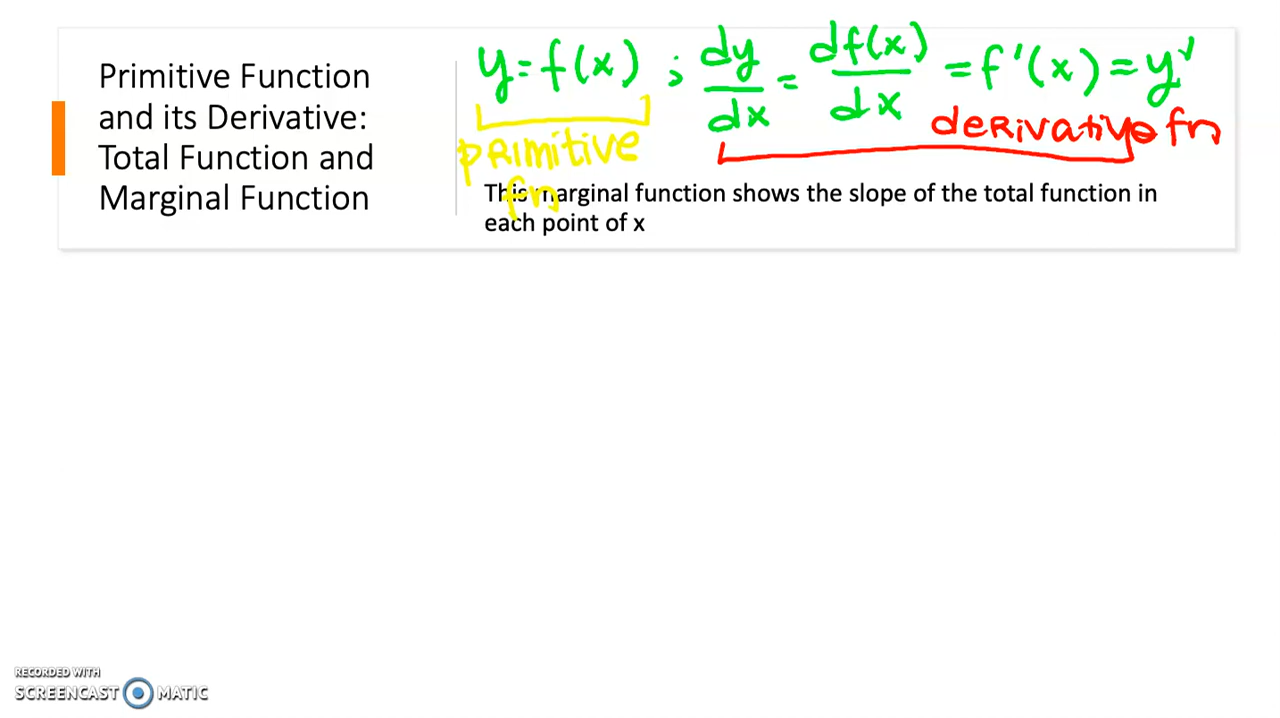 Primitive Function
and its Derivative:
Total Function and
Marginal Function
y = f(x) ; dy/dx = df(x)/dx = f'(x) = y'
primitive
fn
derivative fn
This marginal function shows the slope of the total function in
each point of x
RECORDED WITH
SCREENCAST MATIC